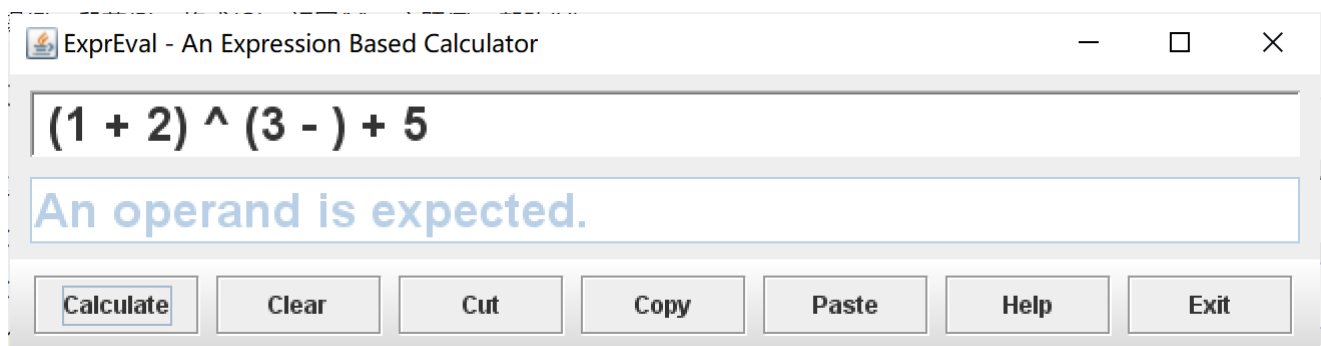 ExprEval - An Expression Based Calculator
(1 + 2) ^ (3 - ) + 5
An operand is expected.
Calculate Clear Cut Copy Paste Help Exit